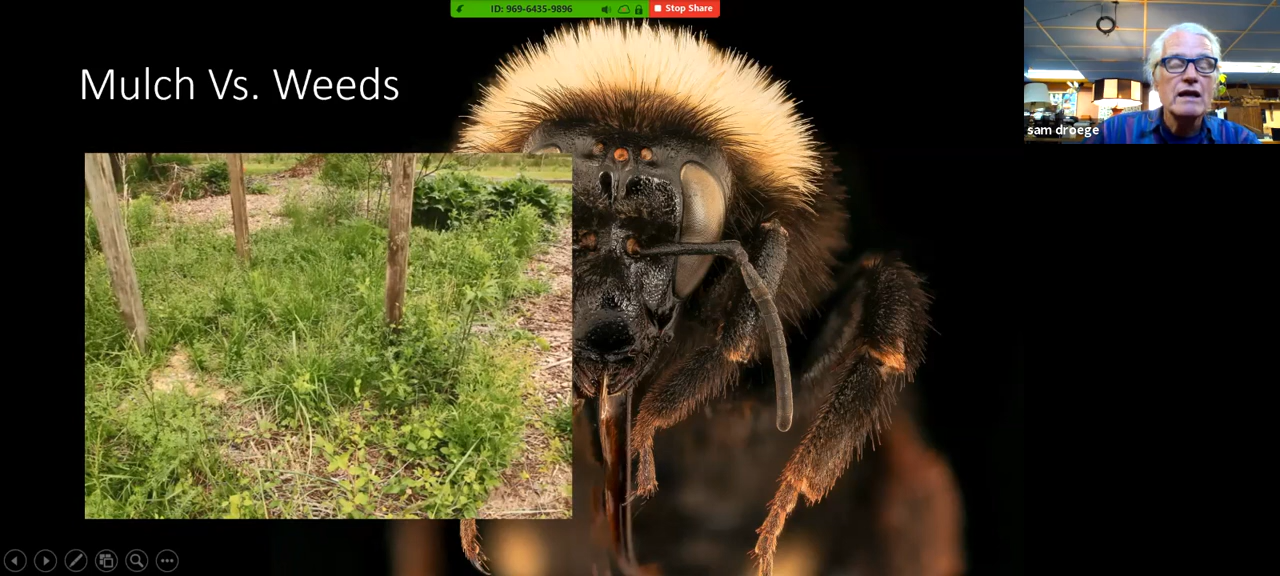 ID: 969-6435-9896
Stop Share
Mulch Vs. Weeds
sam droege